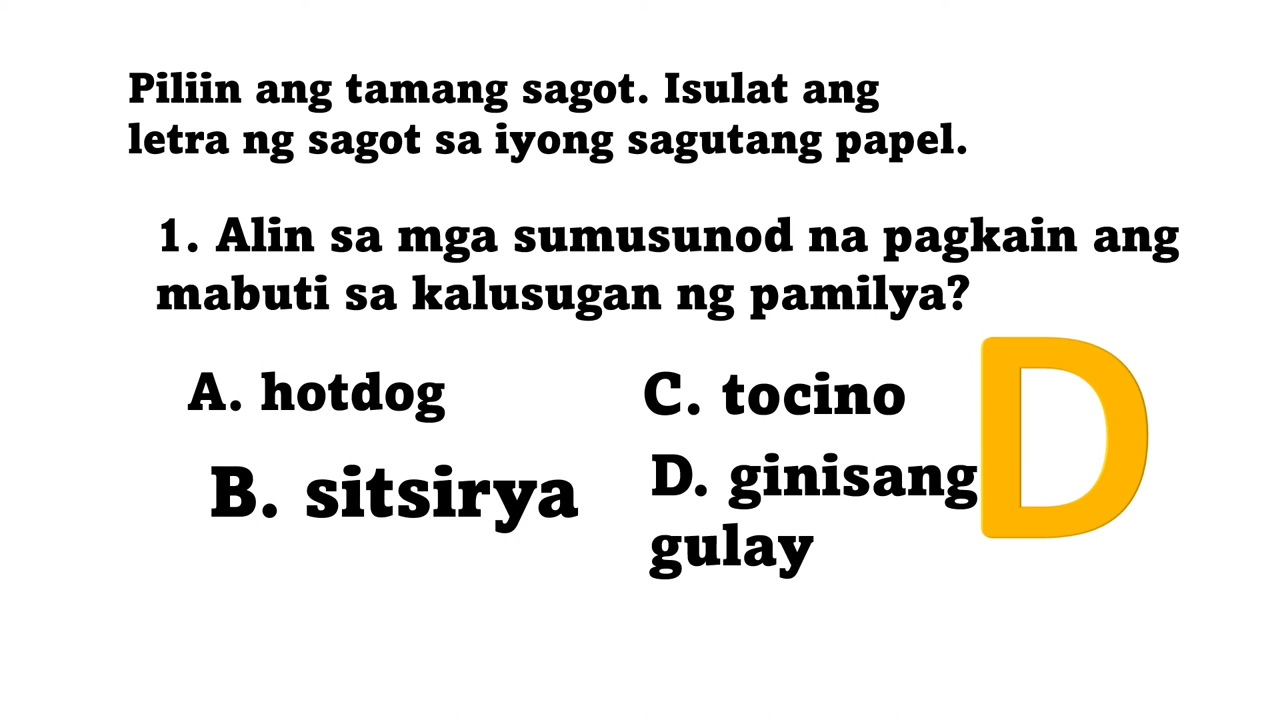 Piliin ang tamang sagot. Isulat ang
letra ng sagot sa iyong sagutang papel.
1. Alin sa mga sumusunod na pagkain ang
mabuti sa kalusugan ng pamilya?
A. hotdog
B. sitsirya
C. tocino
D. ginisang
gulay
D